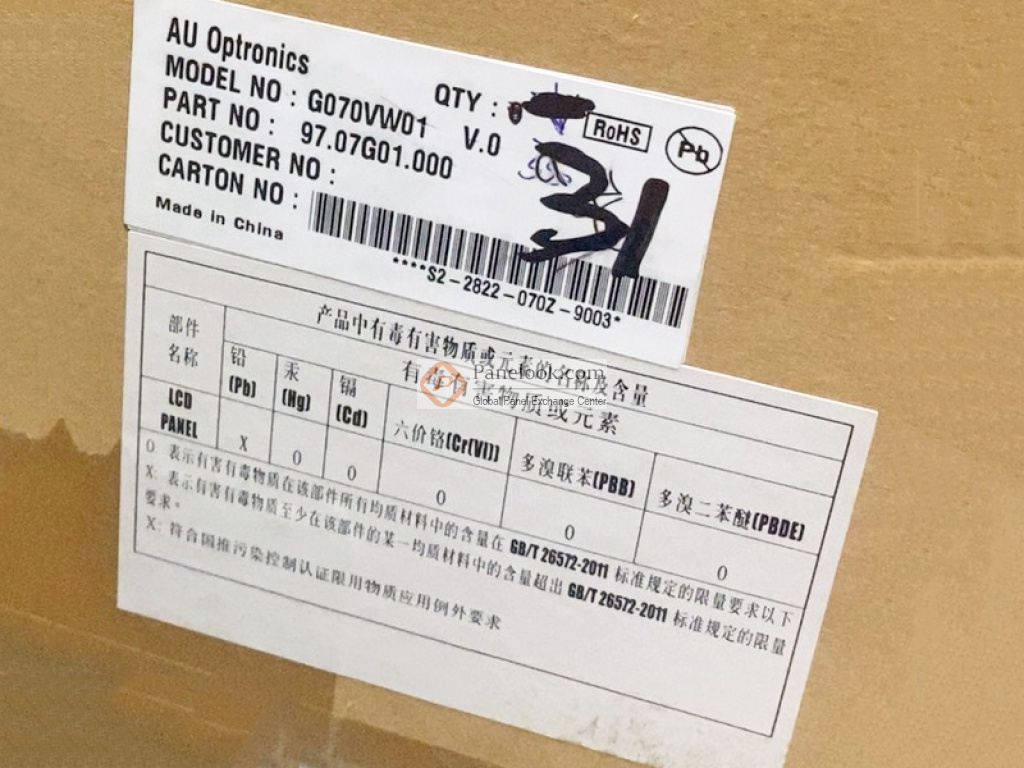 AU Optronics
MODEL NO : G070VW01 V.0
QTY :
RoHS
Pb
PART NO : 97.07G01.000
31
CUSTOMER NO :
CARTON NO :
Made in China
****S2-2822-070Z-9003*
产品中有毒有害物质或元素的名称及含量
部件名称
有毒有害物质或元素
铅(Pb) 汞(Hg) 镉(Cd) 六价铬(Cr(VI)) 多溴联苯(PBB) 多溴二苯醚(PBDE)
LCD PANEL X 0 0 0 0 0
0: 表示有害有毒物质在该部件所有均质材料中的含量在 GB/T 26572-2011 标准规定的限量要求以下
X: 表示有害有毒物质至少在该部件的某一均质材料中的含量超出 GB/T 26572-2011 标准规定的限量
要求。
X: 符合国推污染控制认证限用物质应用例外要求
Panelook.com
Global Panel Exchange Center